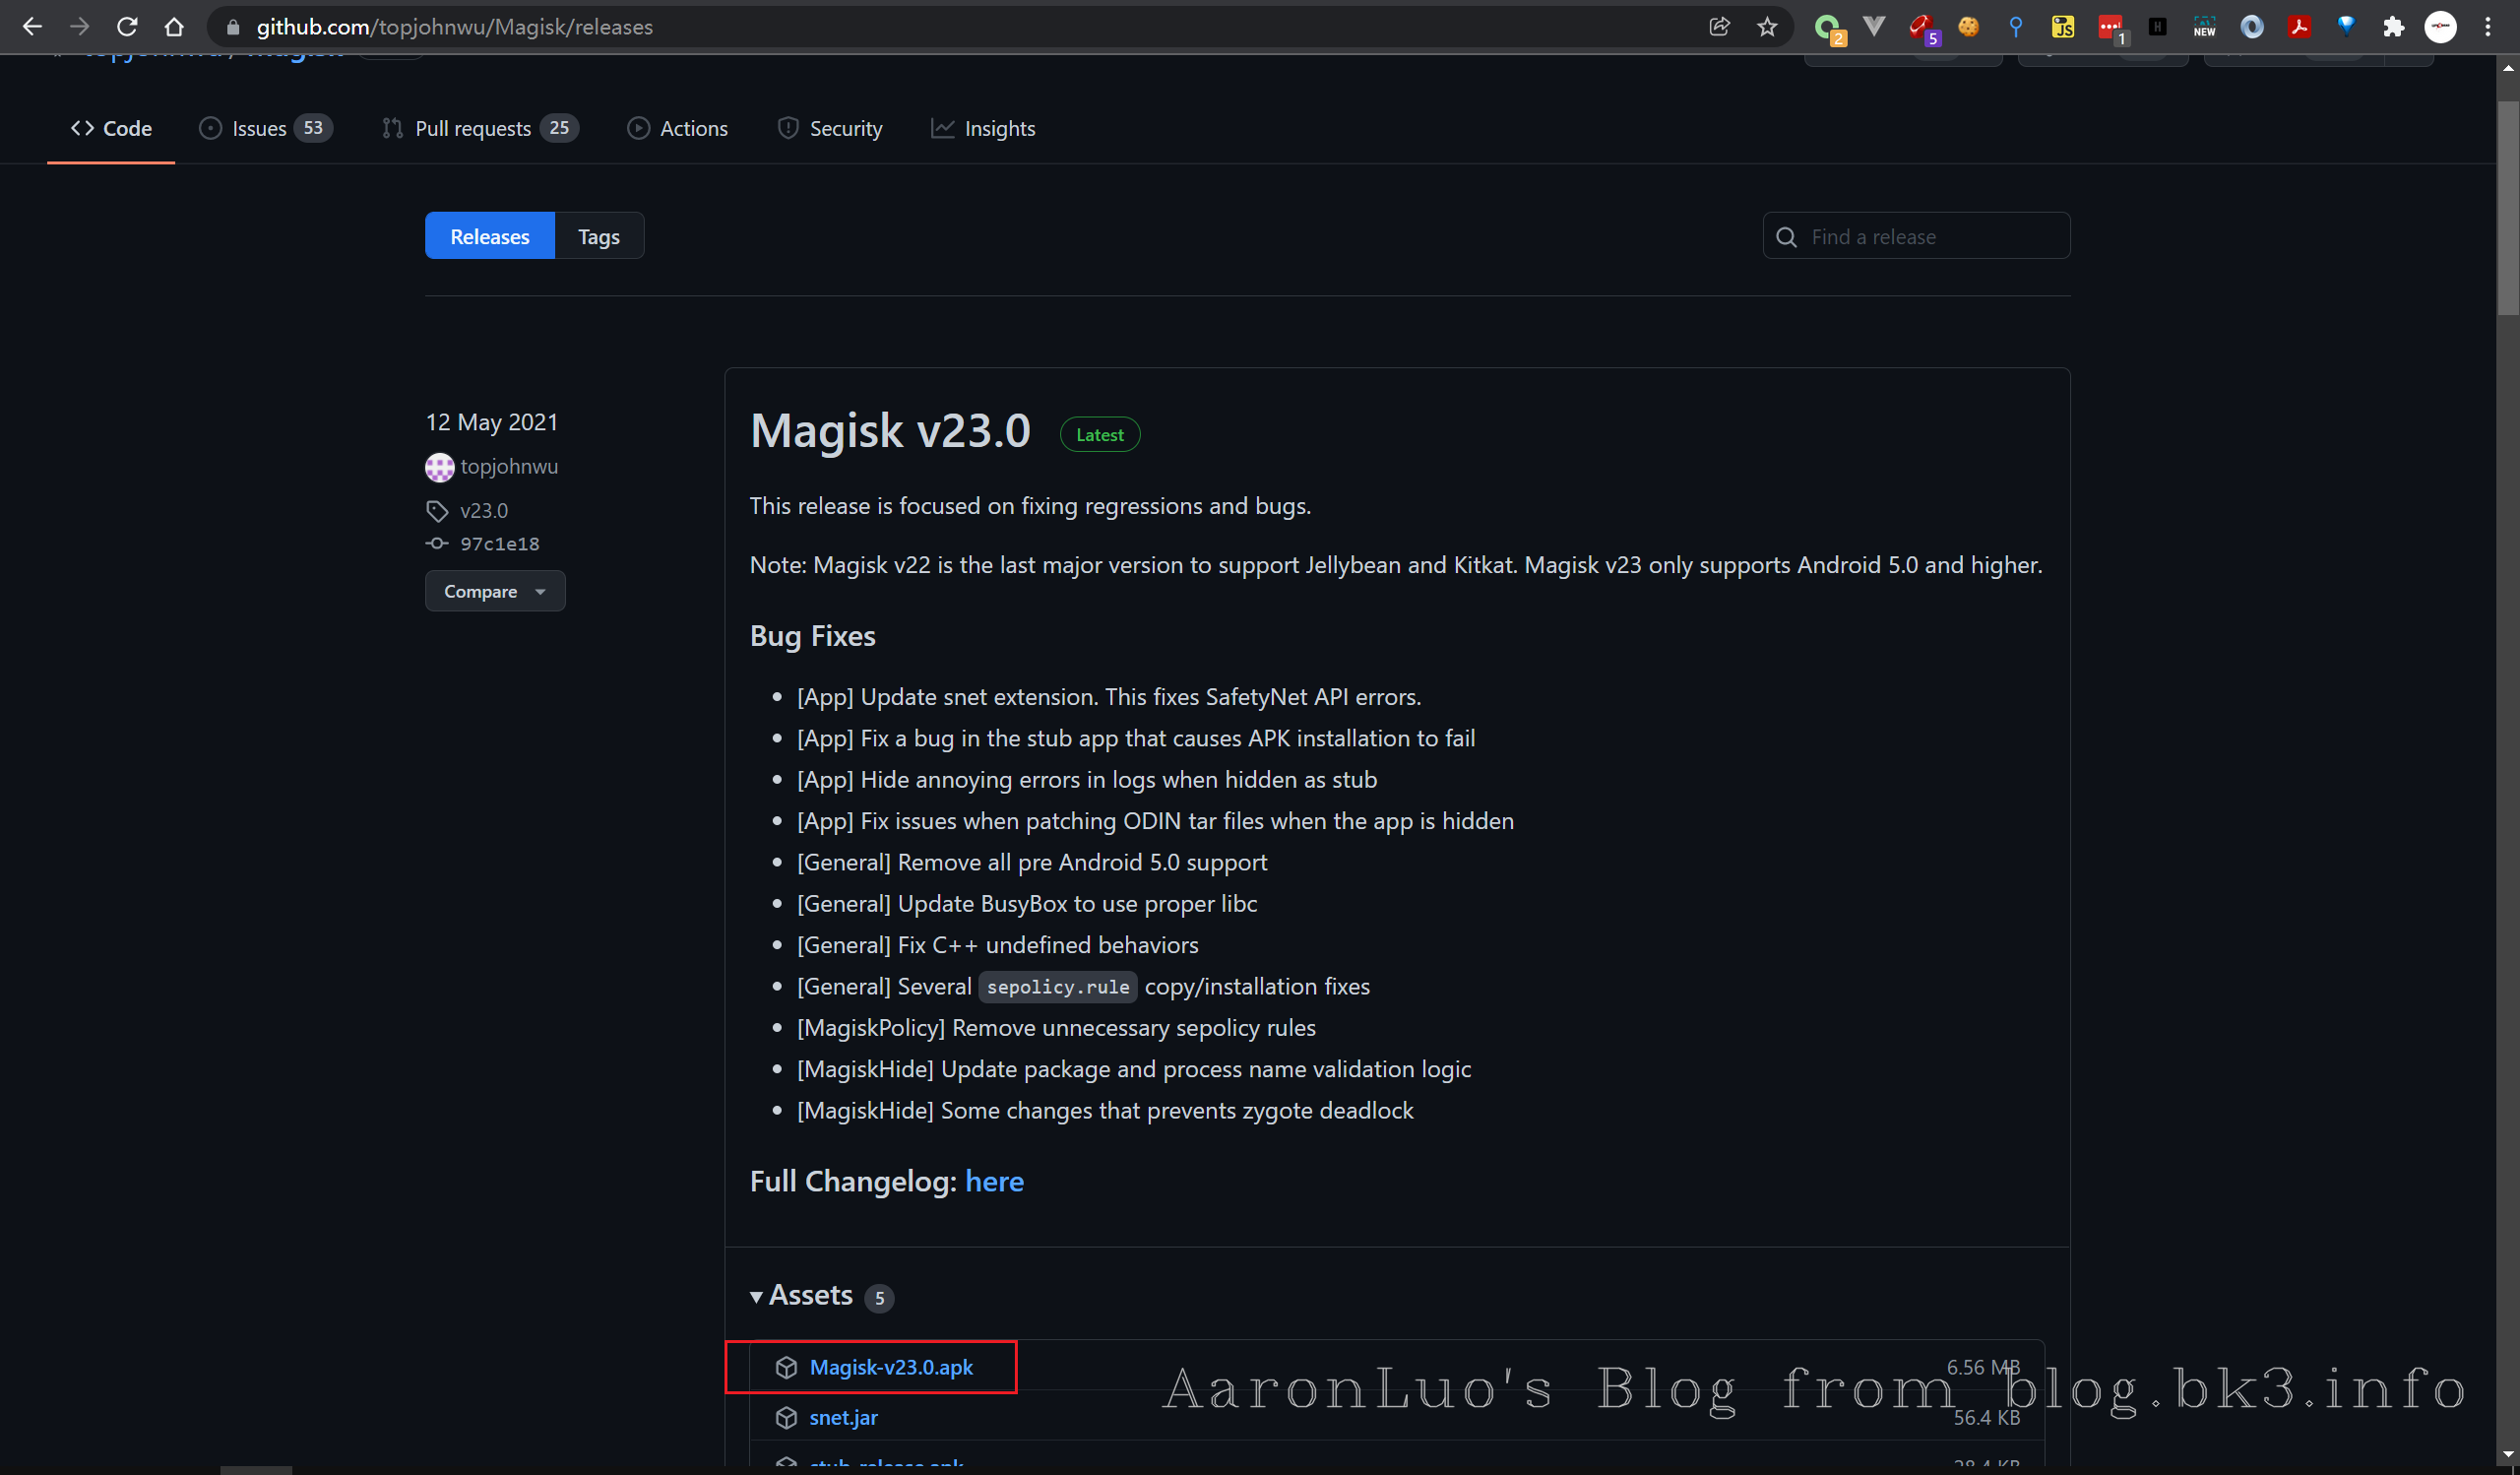 github.com/topjohnwu/Magisk/releases
2
5
JS
1
H
NEW
Code
Issues 53
Pull requests 25
Actions
Security
Insights
Releases
Tags
Find a release
12 May 2021
topjohnwu
v23.0
97c1e18
Compare
Magisk v23.0 Latest
This release is focused on fixing regressions and bugs.
Note: Magisk v22 is the last major version to support Jellybean and Kitkat. Magisk v23 only supports Android 5.0 and higher.
Bug Fixes
[App] Update snet extension. This fixes SafetyNet API errors.
[App] Fix a bug in the stub app that causes APK installation to fail
[App] Hide annoying errors in logs when hidden as stub
[App] Fix issues when patching ODIN tar files when the app is hidden
[General] Remove all pre Android 5.0 support
[General] Update BusyBox to use proper libc
[General] Fix C++ undefined behaviors
[General] Several sepolicy.rule copy/installation fixes
[MagiskPolicy] Remove unnecessary sepolicy rules
[MagiskHide] Update package and process name validation logic
[MagiskHide] Some changes that prevents zygote deadlock
Full Changelog: here
Assets 5
Magisk-v23.0.apk 6.56 MB
AaronLuo's Blog from blog.bk3.info
snet.jar 56.4 KB